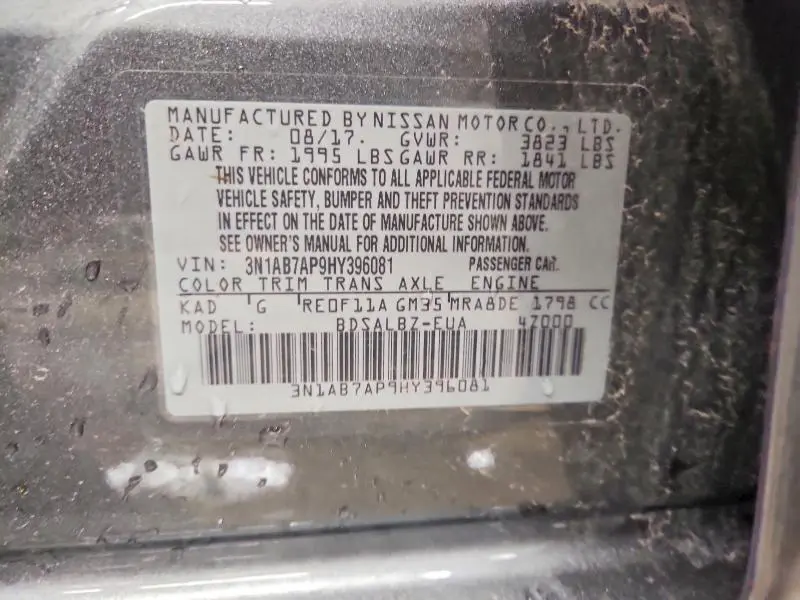 MANUFACTURED BY NISSAN MOTOR CO., LTD.
DATE: 08/17. GVWR: 3823 LBS
GAWR FR: 1995 LBS GAWR RR: 1841 LBS
THIS VEHICLE CONFORMS TO ALL APPLICABLE FEDERAL MOTOR
VEHICLE SAFETY, BUMPER AND THEFT PREVENTION STANDARDS
IN EFFECT ON THE DATE OF MANUFACTURE SHOWN ABOVE.
SEE OWNER'S MANUAL FOR ADDITIONAL INFORMATION.
VIN: 3N1AB7AP9HY396081 PASSENGER CAR.
COLOR TRIM TRANS AXLE ENGINE
KAD G RE0F11A GM35 MRA8DE 1798 CC
MODEL: BDSALBZ-EUA 4Z000
3N1AB7AP9HY396081